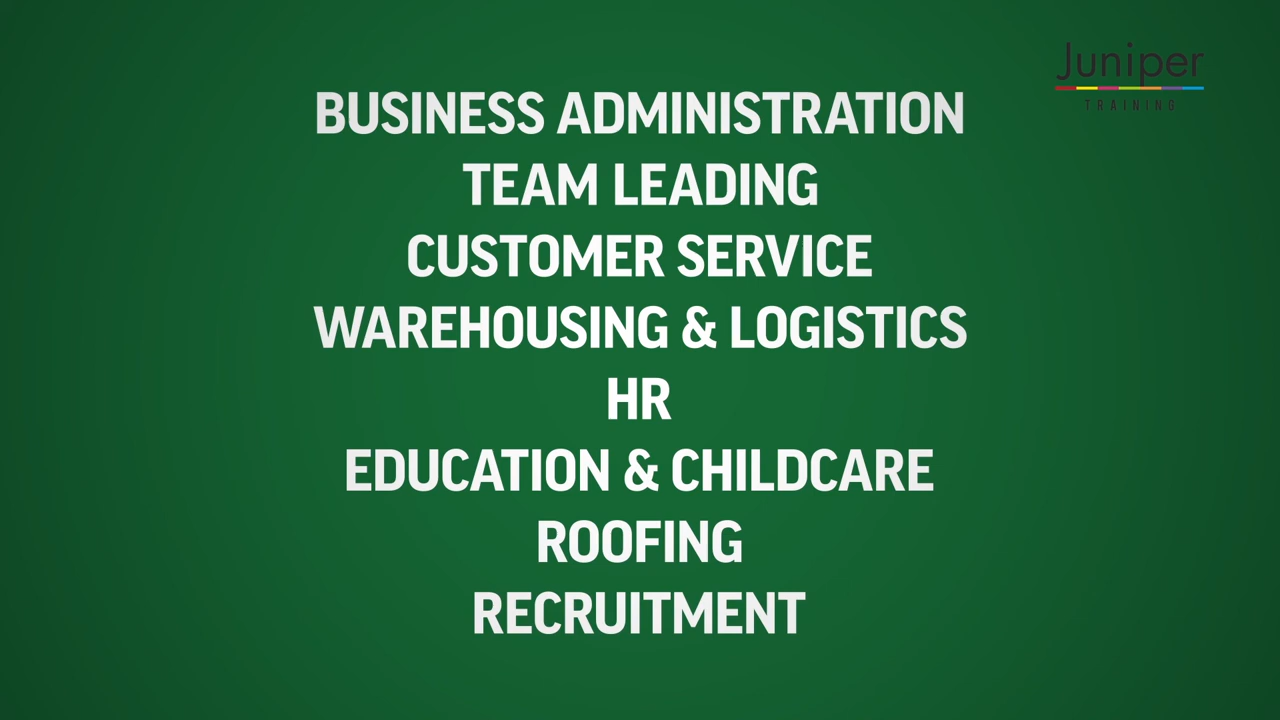 Juniper
TRAINING
BUSINESS ADMINISTRATION
TEAM LEADING
CUSTOMER SERVICE
WAREHOUSING & LOGISTICS
HR
EDUCATION & CHILDCARE
ROOFING
RECRUITMENT